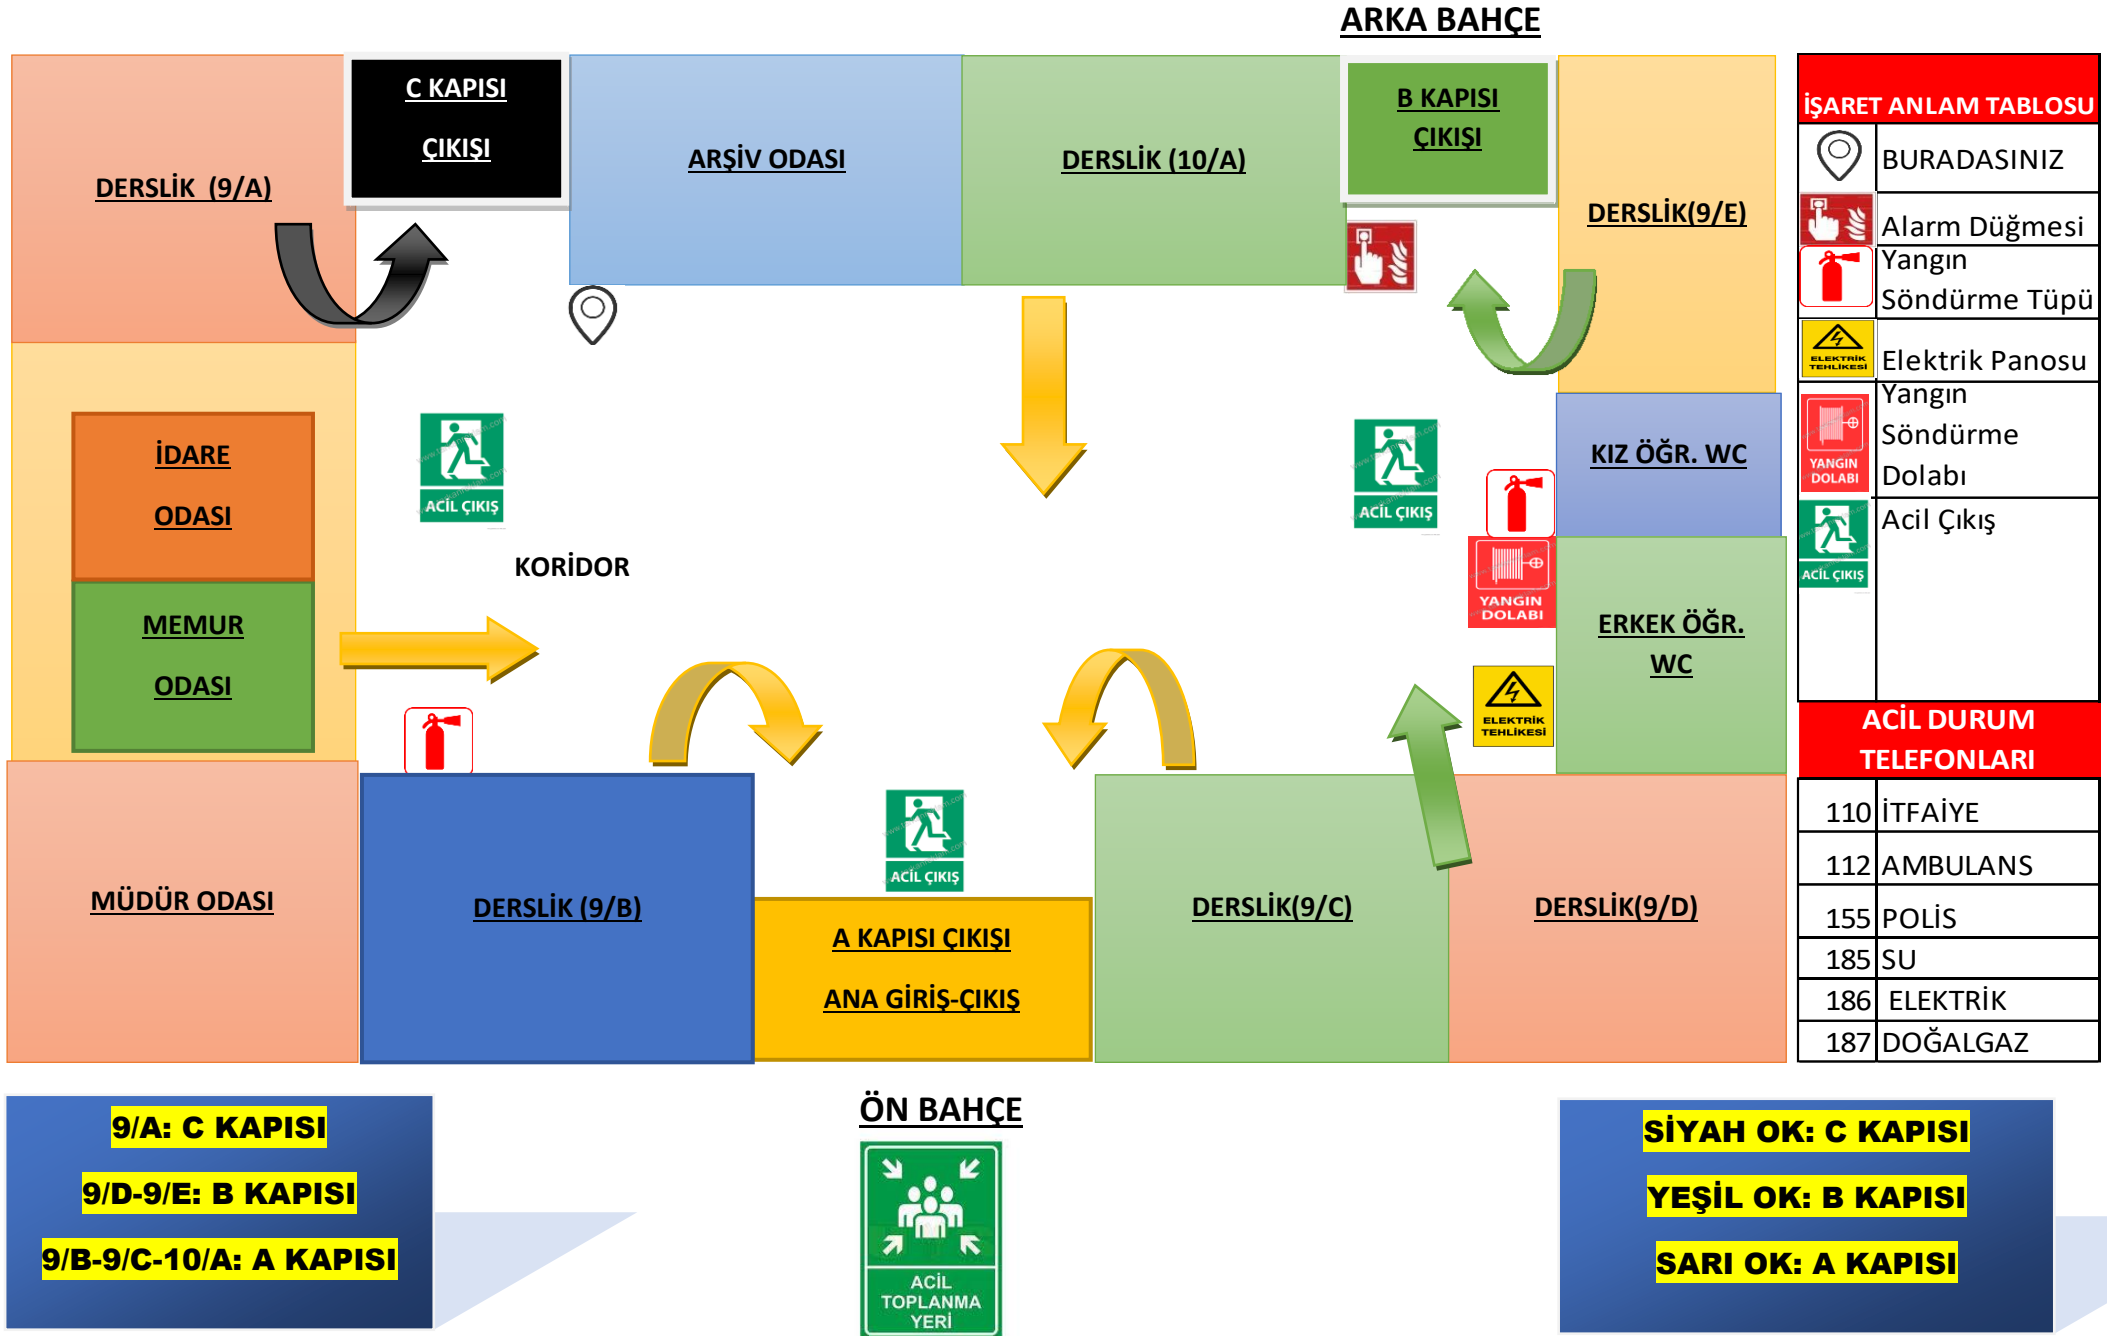 ARKA BAHÇE
C KAPISI
ÇIKIŞI
B KAPISI
ÇIKIŞI
ARŞİV ODASI
DERSLİK (10/A)
DERSLİK (9/A)
DERSLİK(9/E)
İDARE
ODASI
ACİL ÇIKIŞ
ACİL ÇIKIŞ
KIZ ÖĞR. WC
KORİDOR
YANGIN
DOLABI
MEMUR
ODASI
ERKEK ÖĞR.
WC
ELEKTRİK
TEHLİKESİ
ACİL ÇIKIŞ
MÜDÜR ODASI
DERSLİK (9/B)
A KAPISI ÇIKIŞI
ANA GİRİŞ-ÇIKIŞ
DERSLİK(9/C)
DERSLİK(9/D)
İŞARET ANLAM TABLOSU
BURADASINIZ
Alarm Düğmesi
Yangın
Söndürme Tüpü
ELEKTRİK
TEHLİKESİ
Elektrik Panosu
YANGIN
DOLABI
Yangın
Söndürme
Dolabı
ACİL ÇIKIŞ
Acil Çıkış
ACİL DURUM
TELEFONLARI
110 İTFAİYE
112 AMBULANS
155 POLİS
185 SU
186 ELEKTRİK
187 DOĞALGAZ
9/A: C KAPISI
9/D-9/E: B KAPISI
9/B-9/C-10/A: A KAPISI
ÖN BAHÇE
ACİL
TOPLANMA
YERİ
SİYAH OK: C KAPISI
YEŞİL OK: B KAPISI
SARI OK: A KAPISI